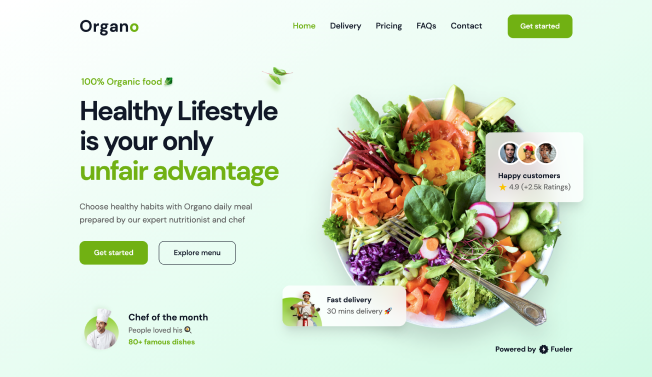 Organo
Home Delivery Pricing FAQs Contact Get started
100% Organic food
Healthy Lifestyle
is your only
unfair advantage
Choose healthy habits with Organo daily meal
prepared by our expert nutritionist and chef
Get started Explore menu
Happy customers
4.9 (+2.5k Ratings)
Fast delivery
30 mins delivery
Chef of the month
People loved his
80+ famous dishes
Powered by Fueler